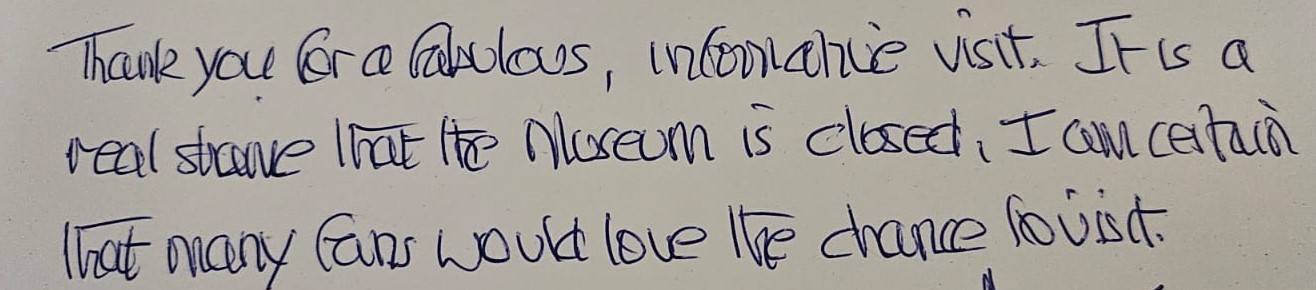 Thank you for a fabulous, informative visit. It is a
real shame that the Museum is closed, I am certain
that many fans would love the chance to visit.